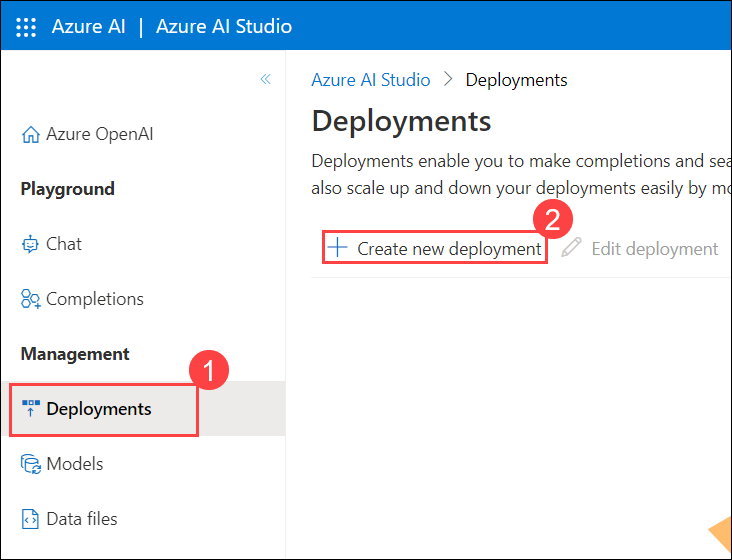 Azure AI | Azure AI Studio
Azure AI Studio > Deployments
Deployments
Deployments enable you to make completions and sea
also scale up and down your deployments easily by mo
2
+ Create new deployment Edit deployment
Azure OpenAI
Playground
Chat
Completions
Management
1
Deployments
Models
Data files